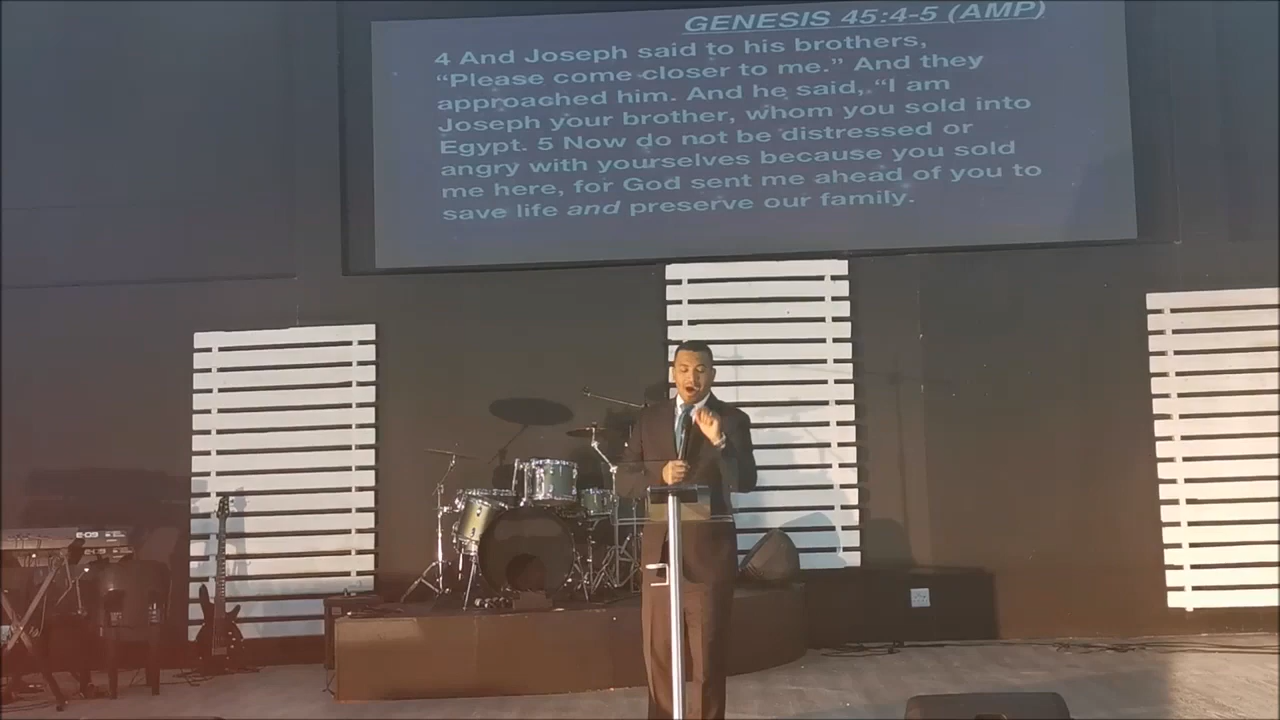 GENESIS 45:4-5 (AMP)
4 And Joseph said to his brothers,
“Please come closer to me.” And they
approached him. And he said, “I am
Joseph your brother, whom you sold into
Egypt. 5 Now do not be distressed or
angry with yourselves because you sold
me here, for God sent me ahead of you to
save life and preserve our family.
E-09
E-09